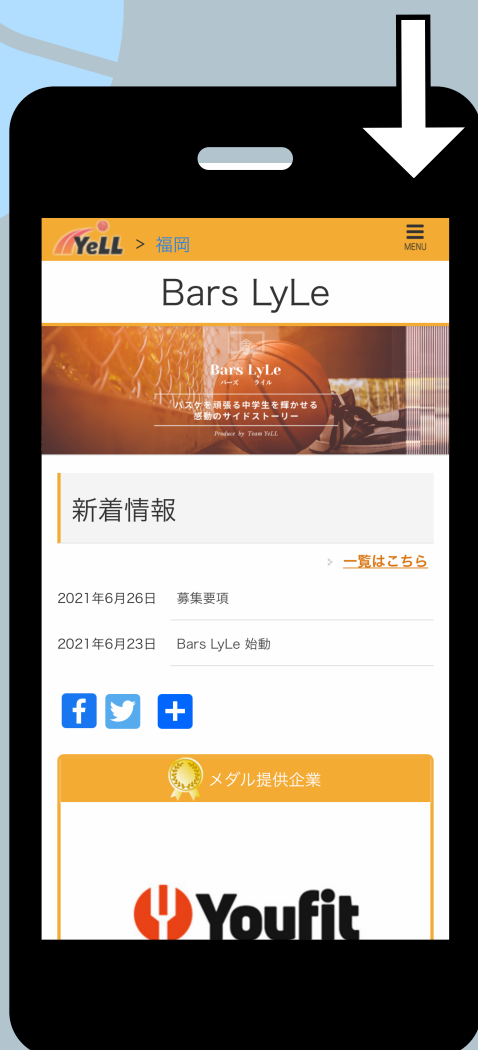 YeLL > 福岡
MENU
Bars LyLe
Bars LyLe
バーズ ライル
バスケを頑張る中学生を輝かせる
感動のサイドストーリー
Produce by Team YeLL
新着情報
一覧はこちら
2021年6月26日 募集要項
2021年6月23日 Bars LyLe 始動
メダル提供企業
Youfit